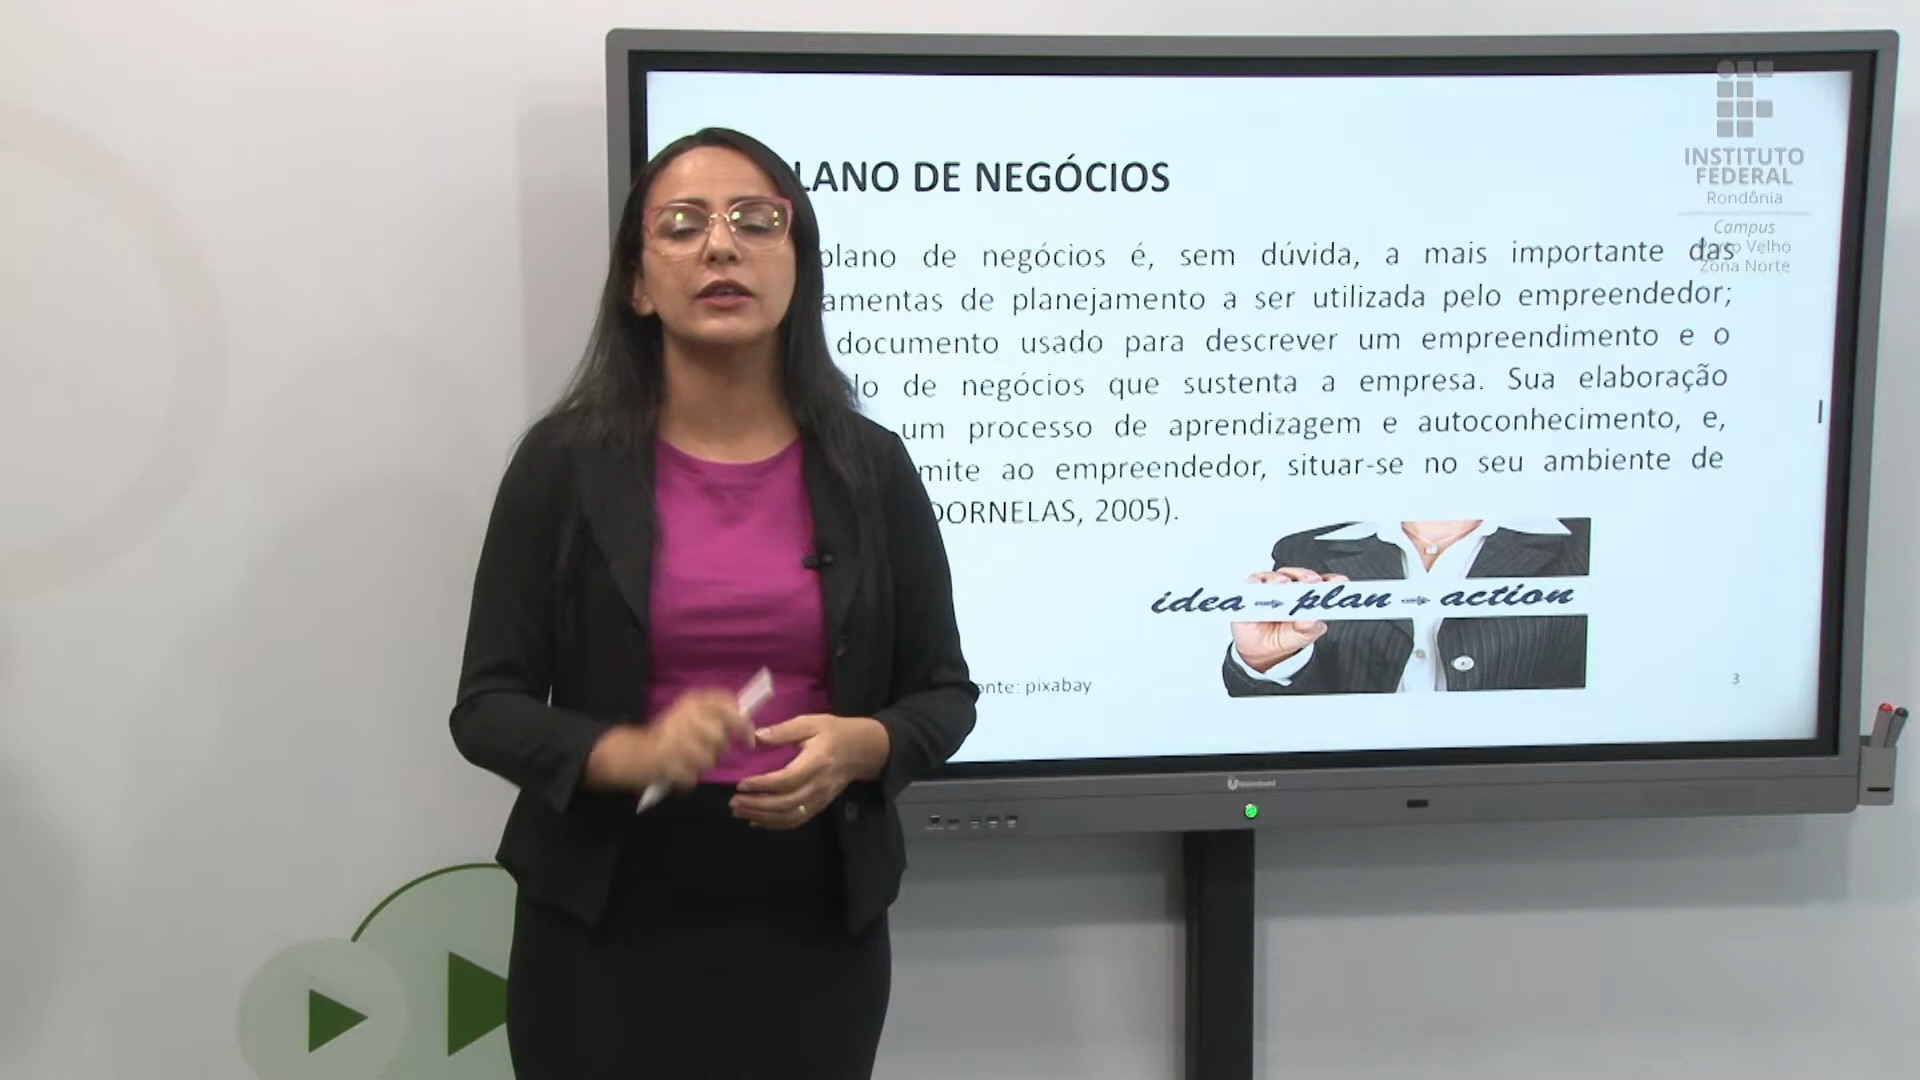 LANO DE NEGÓCIOS
plano de negócios é, sem dúvida, a mais importante das
amentas de planejamento a ser utilizada pelo empreendedor;
documento usado para descrever um empreendimento e o
lo de negócios que sustenta a empresa. Sua elaboração
um processo de aprendizagem e autoconhecimento, e,
mite ao empreendedor, situar-se no seu ambiente de
DORNELAS, 2005).
idea → plan → action
onte: pixabay
3
INSTITUTO
FEDERAL
Rondônia
Campus
Porto Velho
Zona Norte